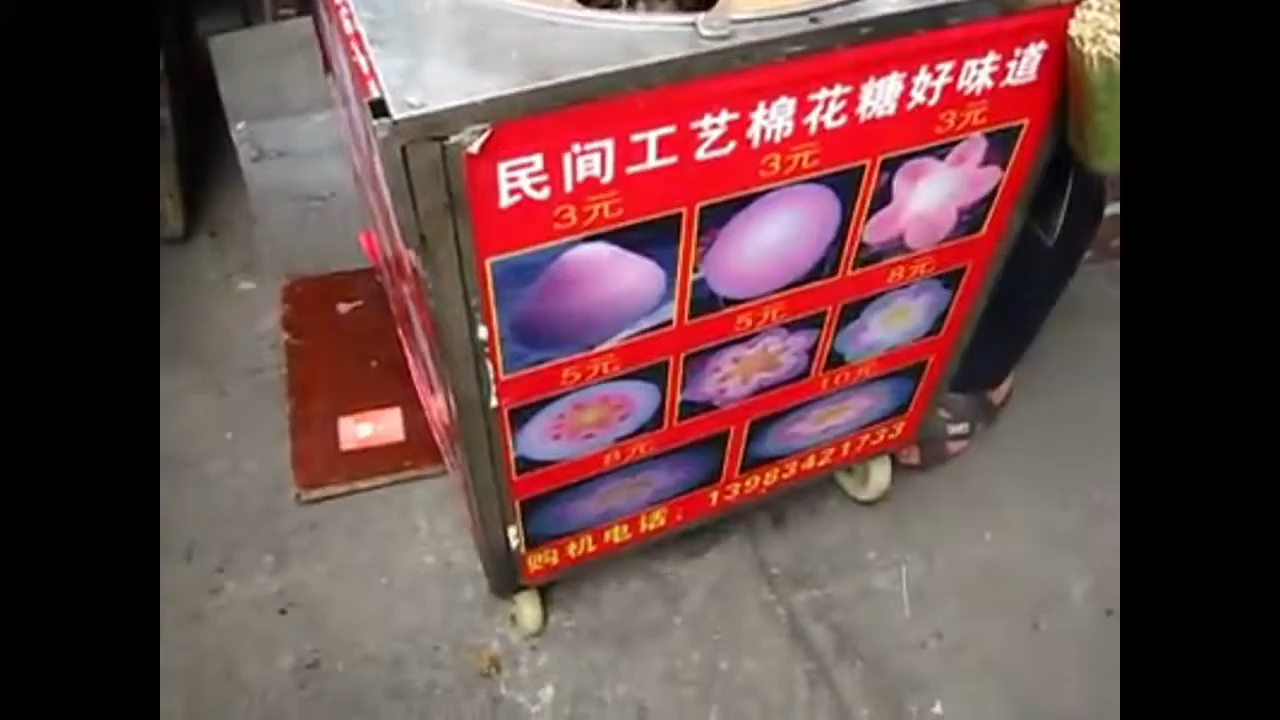 民间工艺棉花糖好味道
3元 3元 3元
5元 5元 8元
8元 10元
购机电话：13983421733